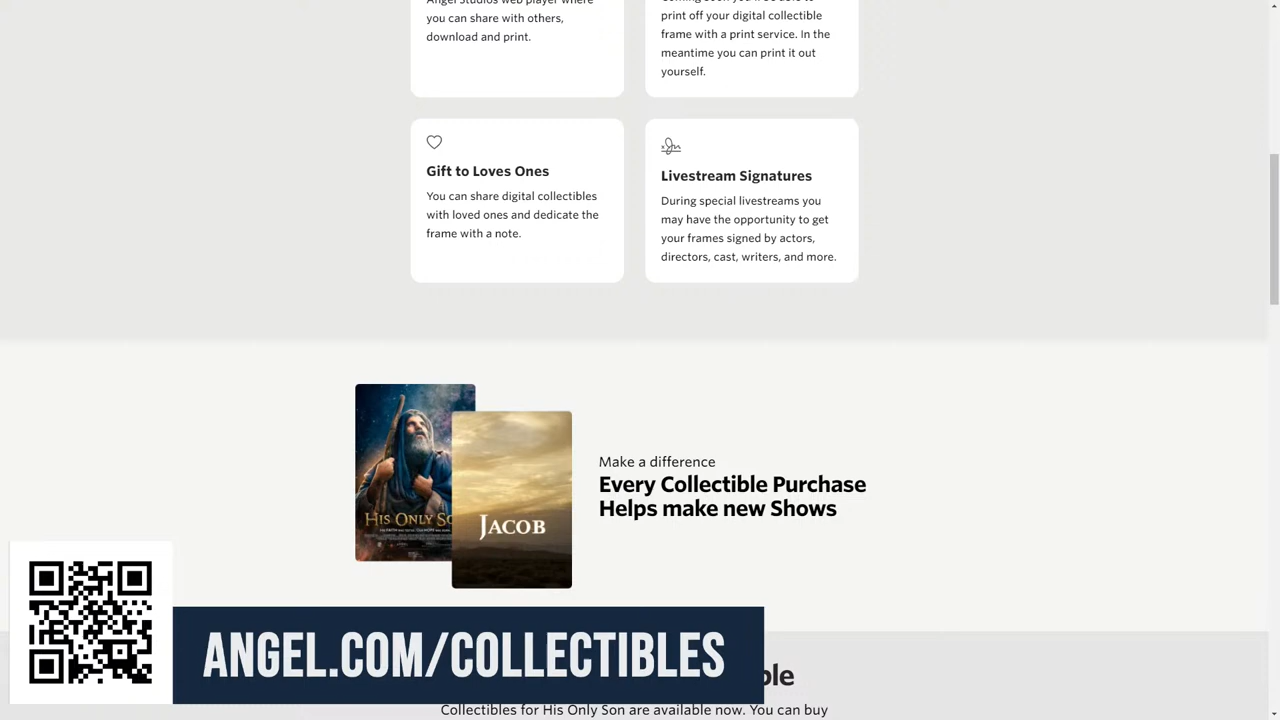 Angel Studios web player where
you can share with others,
download and print.
print off your digital collectible
frame with a print service. In the
meantime you can print it out
yourself.
Gift to Loves Ones
You can share digital collectibles
with loved ones and dedicate the
frame with a note.
Livestream Signatures
During special livestreams you
may have the opportunity to get
your frames signed by actors,
directors, cast, writers, and more.
HIS ONLY SO
JACOB
Make a difference
Every Collectible Purchase
Helps make new Shows
ANGEL.COM/COLLECTIBLES
Collectibles for His Only Son are available now. You can buy